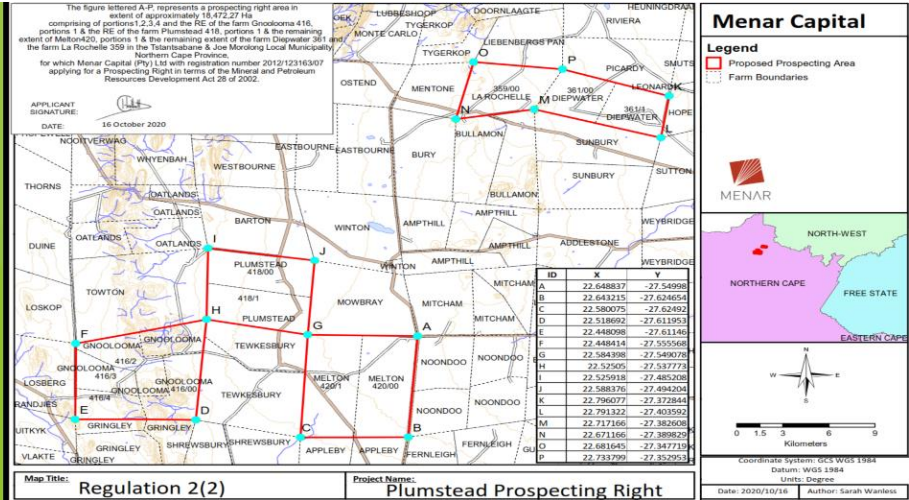 The figure lettered A-P, represents a prospecting right area in
extent of approximately 18,472,27 Ha
comprising of portions1,2,3,4 and the RE of the farm Gnoolooma 416,
portions 1 & the RE of the farm Plumstead 418, portions 1 & the remaining
extent of Melton420, portions 1 & the remaining extent of the farm Diepwater 361 and
the farm La Rochelle 359 in the Tstantsabane & Joe Morolong Local Municipality
Northern Cape Province,
for which Menar Capital (Pty) Ltd with registration number 2012/123163/07
applying for a Prospecting Right in terms of the Mineral and Petroleum
Resources Development Act 28 of 2002.
APPLICANT
SIGNATURE:
DATE: 16 October 2020
LUBBESHOOP
DOORNLAAGTE
HEUNINGDRAAI
TYGERKOP
RIVIERA
MONTE CARLO
LIEBENBERGS PAN
TYGERKOP
O
P
PICARDY
SMUTS
OSTEND
MENTONE
359/00
LA ROCHELLE
361/00
DIEPWATER
LEONARD
K
M
N
361/1
DIEPWATER
HOPE
L
BULLAMON
SUNBURY
NOOITVERWAG
WHYENBAH
WESTBOURNE
EASTBOURNE
EASTBOURNE
BURY
SUNBURY
SUTTON
THORNS
OATLANDS
BULLAMON
OATLANDS
BARTON
WINTON
AMPTHILL
AMPTHILL
WEYBRIDGE
DUINE
OATLANDS
OATLANDS
I
J
AMPTHILL
ADDLESTONE
PLUMSTEAD
418/00
WINTON
AMPTHILL
WEYBRIDGE
TOWTON
418/1
MOWBRAY
MITCHAM
LOSKOP
H
PLUMSTEAD
MITCHAM
F
G
A
GNOOLOOMA
GNOOLOOMA
TEWKESBURY
NOONDOO
NOONDOO
416/2
GNOOLOOMA
416/3
LOSBERG
GNOOLOOMA
GNOOLOOMA
416/00
MELTON
420/1
MELTON
420/00
NOONDOO
NOONDOO
416/4
TEWKESBURY
RANDJIES
E
D
NOONDOO
NOONDOO
UITKYK
GRINGLEY
GRINGLEY
C
B
GRINGLEY
SHREWSBURY
SHREWSBURY
APPLEBY
APPLEBY
FERNLEIGH
FERNLEIGH
VLAKTE
GRINGLEY
ID X Y
A 22.648837 -27.54998
B 22.643215 -27.624654
C 22.580075 -27.62492
D 22.518692 -27.611953
E 22.448098 -27.61146
F 22.448414 -27.555568
G 22.584398 -27.549078
H 22.52505 -27.537773
I 22.525918 -27.485208
J 22.588376 -27.494204
K 22.796077 -27.372844
L 22.791322 -27.403592
M 22.717166 -27.382608
N 22.671166 -27.389829
O 22.681645 -27.347719
P 22.733799 -27.352953
Map Title: Regulation 2(2)
Project Name: Plumstead Prospecting Right
Menar Capital
Legend
Proposed Prospecting Area
Farm Boundaries
MENAR
NORTH-WEST
NORTHERN CAPE
FREE STATE
EASTERN CAPE
N
W
E
S
0 1.5 3 6 9
Kilometers
Coordinate System: GCS WGS 1984
Datum: WGS 1984
Units: Degree
Date: 2020/10/16
Author: Sarah Wanless